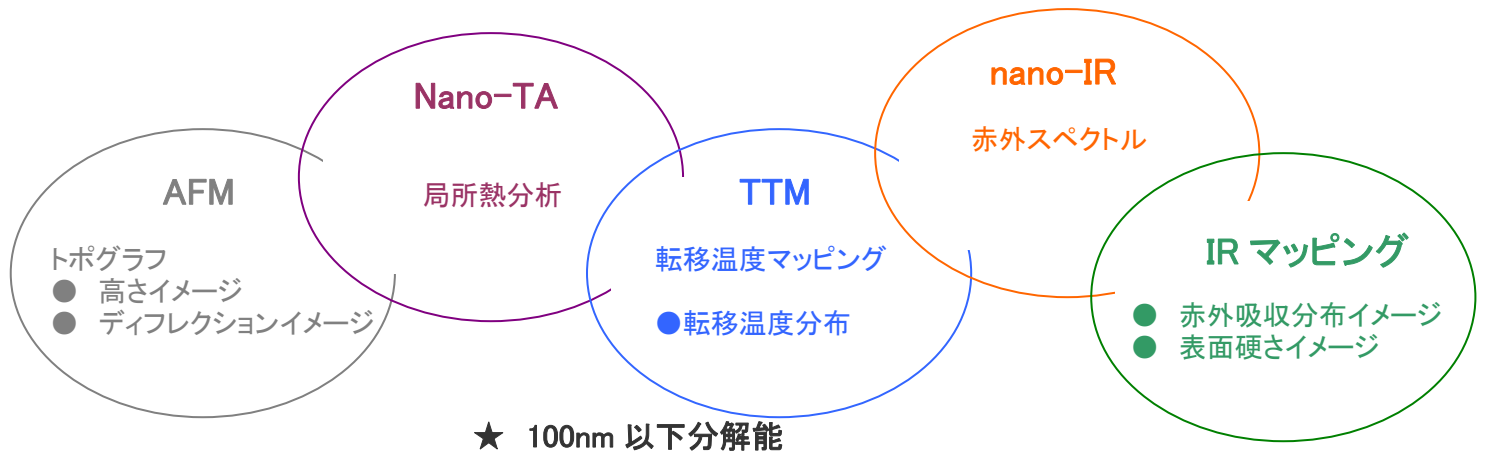 AFM
トポグラフ
● 高さイメージ
● ディフレクションイメージ
Nano-TA
局所熱分析
TTM
転移温度マッピング
●転移温度分布
nano-IR
赤外スペクトル
IR マッピング
● 赤外吸収分布イメージ
● 表面硬さイメージ
★ 100nm 以下分解能